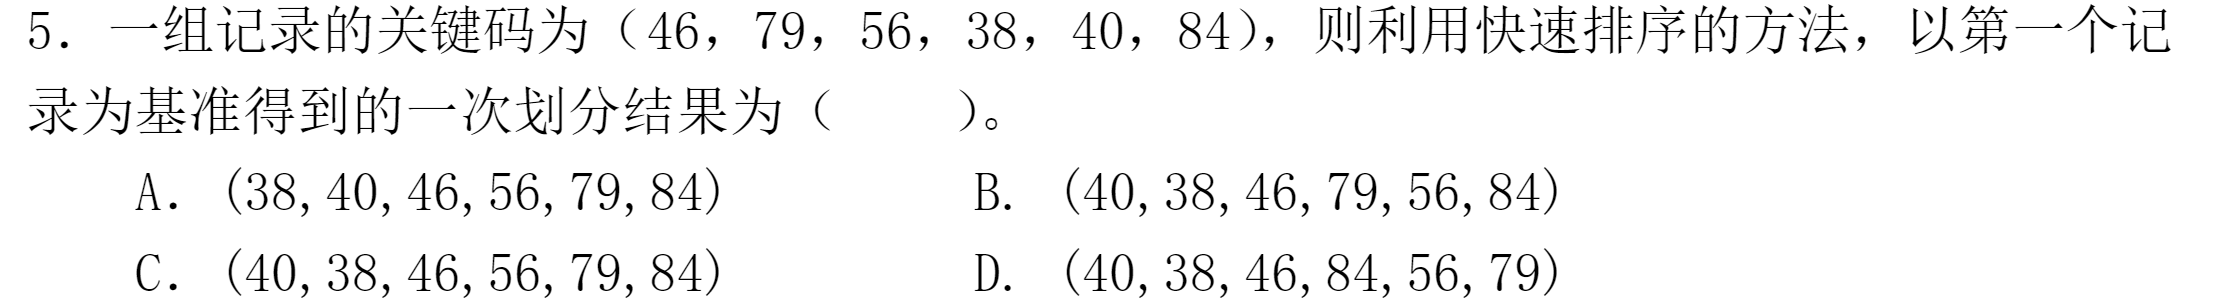 5. 一组记录的关键码为（46，79，56，38，40，84），则利用快速排序的方法，以第一个记
录为基准得到的一次划分结果为（　　）。
A. (38,40,46,56,79,84)　　B. (40,38,46,79,56,84)
C. (40,38,46,56,79,84)　　D. (40,38,46,84,56,79)